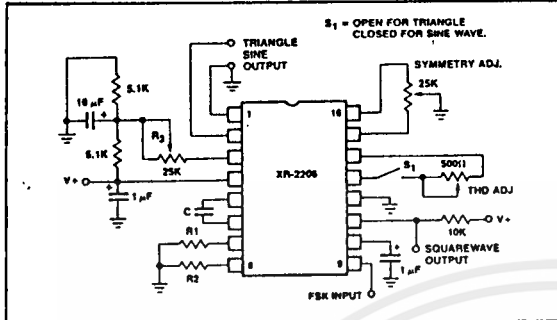 S₁ = OPEN FOR TRIANGLE
CLOSED FOR SINE WAVE.
TRIANGLE
SINE
OUTPUT
SYMMETRY ADJ.
25K
5.1K
16
1
R₃
25K
5.1K
V+
1 µF
XR-2206
S₁
500Ω
THD ADJ
C
V+
10K
R1
SQUAREWAVE
OUTPUT
1 µF
8
9
R2
FSK INPUT